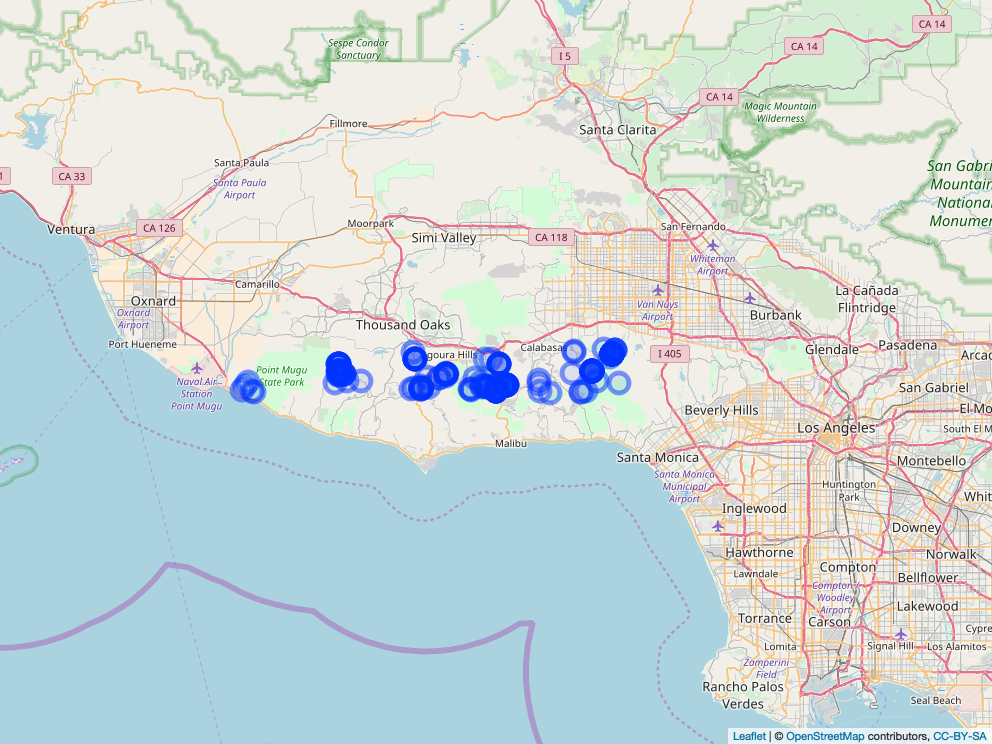 CA 14
Sespe Condor
Sanctuary
CA 14
I 5
CA 14
Magic Mountain
Wilderness
Fillmore
Santa Clarita
Santa Paula
San Gabri
Mountain
National
Monumen
1
CA 33
Santa Paula
Airport
Moorpark
San Fernando
Ventura
CA 126
Simi Valley
CA 118
Whiteman
Airport
Camarillo
La Cañada
Flintridge
Oxnard
Oxnard
Airport
Van Nuys
Airport
Burbank
Thousand Oaks
Port Hueneme
Calabasas
Glendale
Pasadena
goura Hills
I 405
Arca
Point Mugu
State Park
Naval Air
Station
Point Mugu
San Gabriel
Beverly Hills
El Mo
Los Angeles
South El M
Malibu
Santa Monica
Montebello
Santa Monica
Municipal
Airport
Huntington
Park
Whit
Inglewood
Downey
Hawthorne
Norwalk
Lawndale
Compton
Bellflower
Compton
Woodley
Airport
Lakewood
Torrance
Carson
Cypre
Lomita
Signal Hill
Los Alamitos
Zamperini
Field
Rancho Palos
Verdes
Seal Beach
Leaflet | © OpenStreetMap contributors, CC-BY-SA